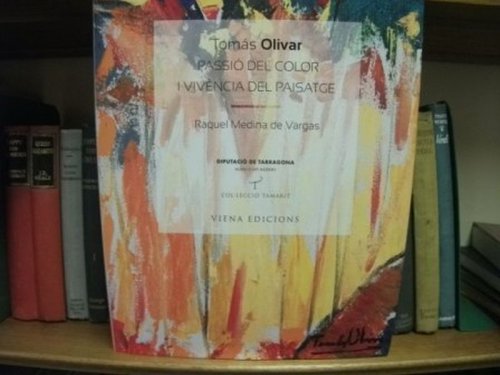 Tomás Olivar
PASSIÓ DEL COLOR
I VIVÈNCIA DEL PAISATGE
Raquel Medina de Vargas
DIPUTACIÓ DE TARRAGONA
COL·LECCIÓ TAMARIT
VIENA EDICIONS